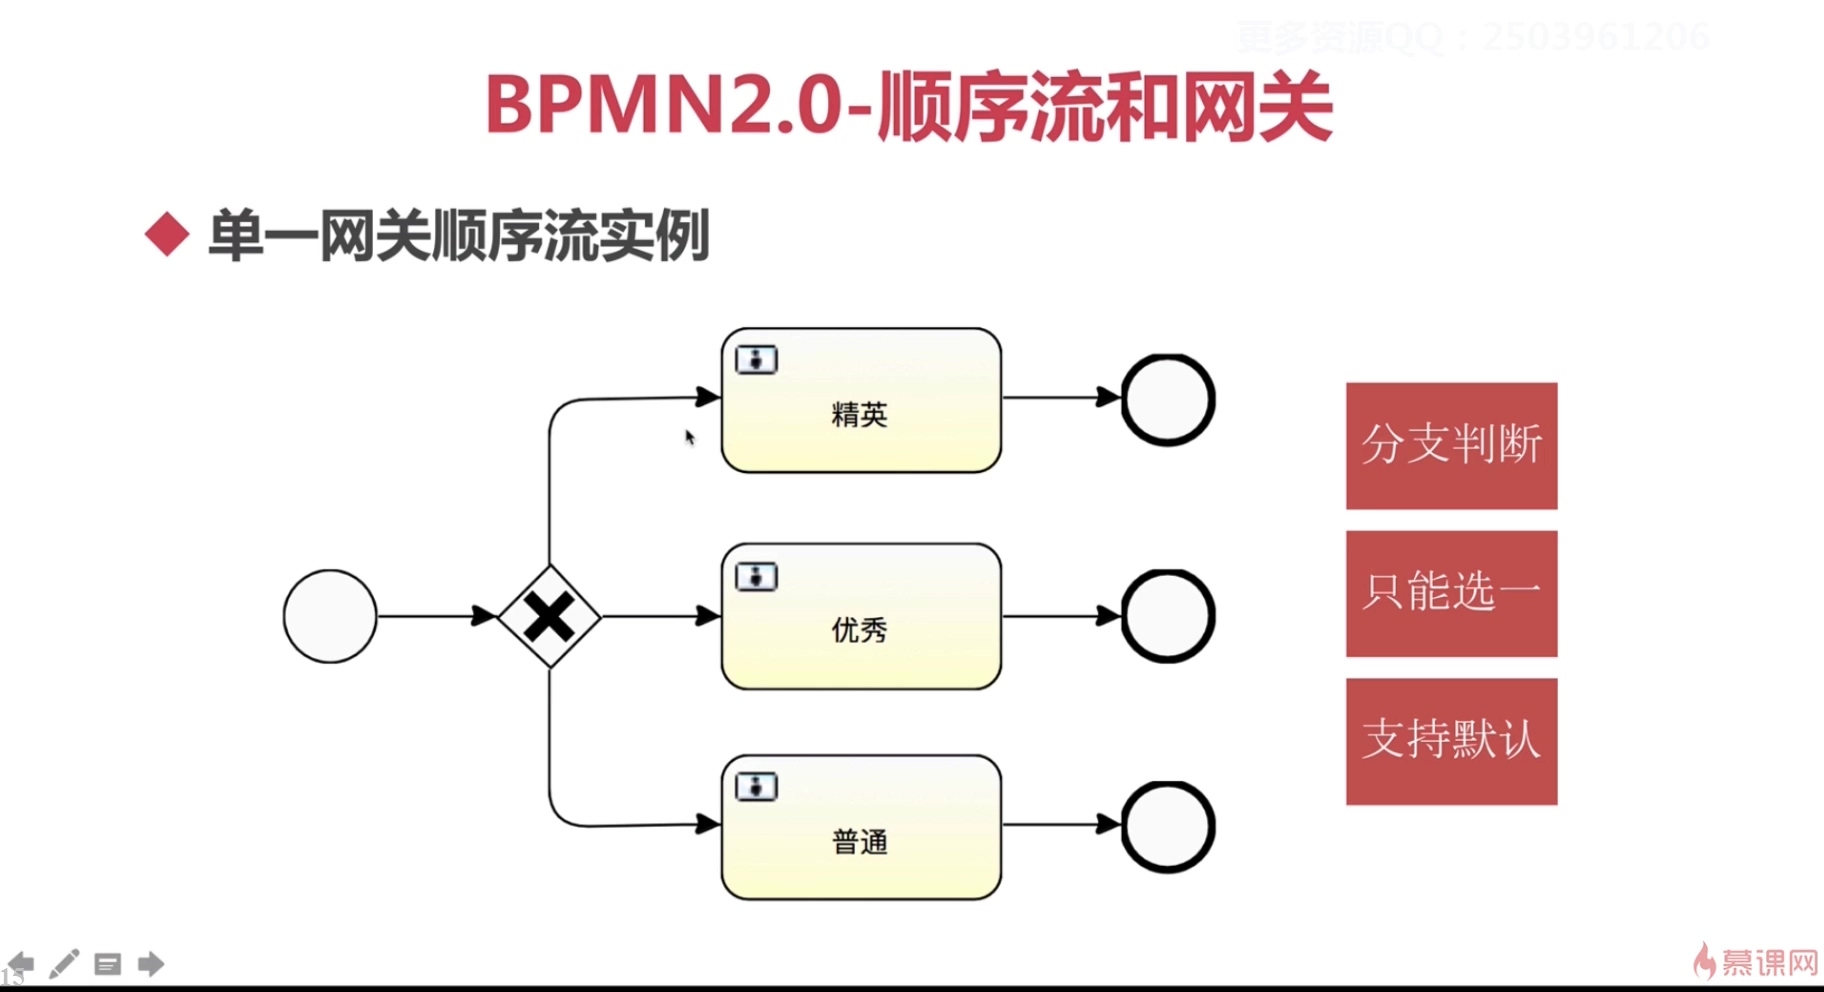 更多资源QQ：2503961206
BPMN2.0-顺序流和网关
单一网关顺序流实例
精英
优秀
普通
分支判断
只能选一
支持默认
15
慕课网